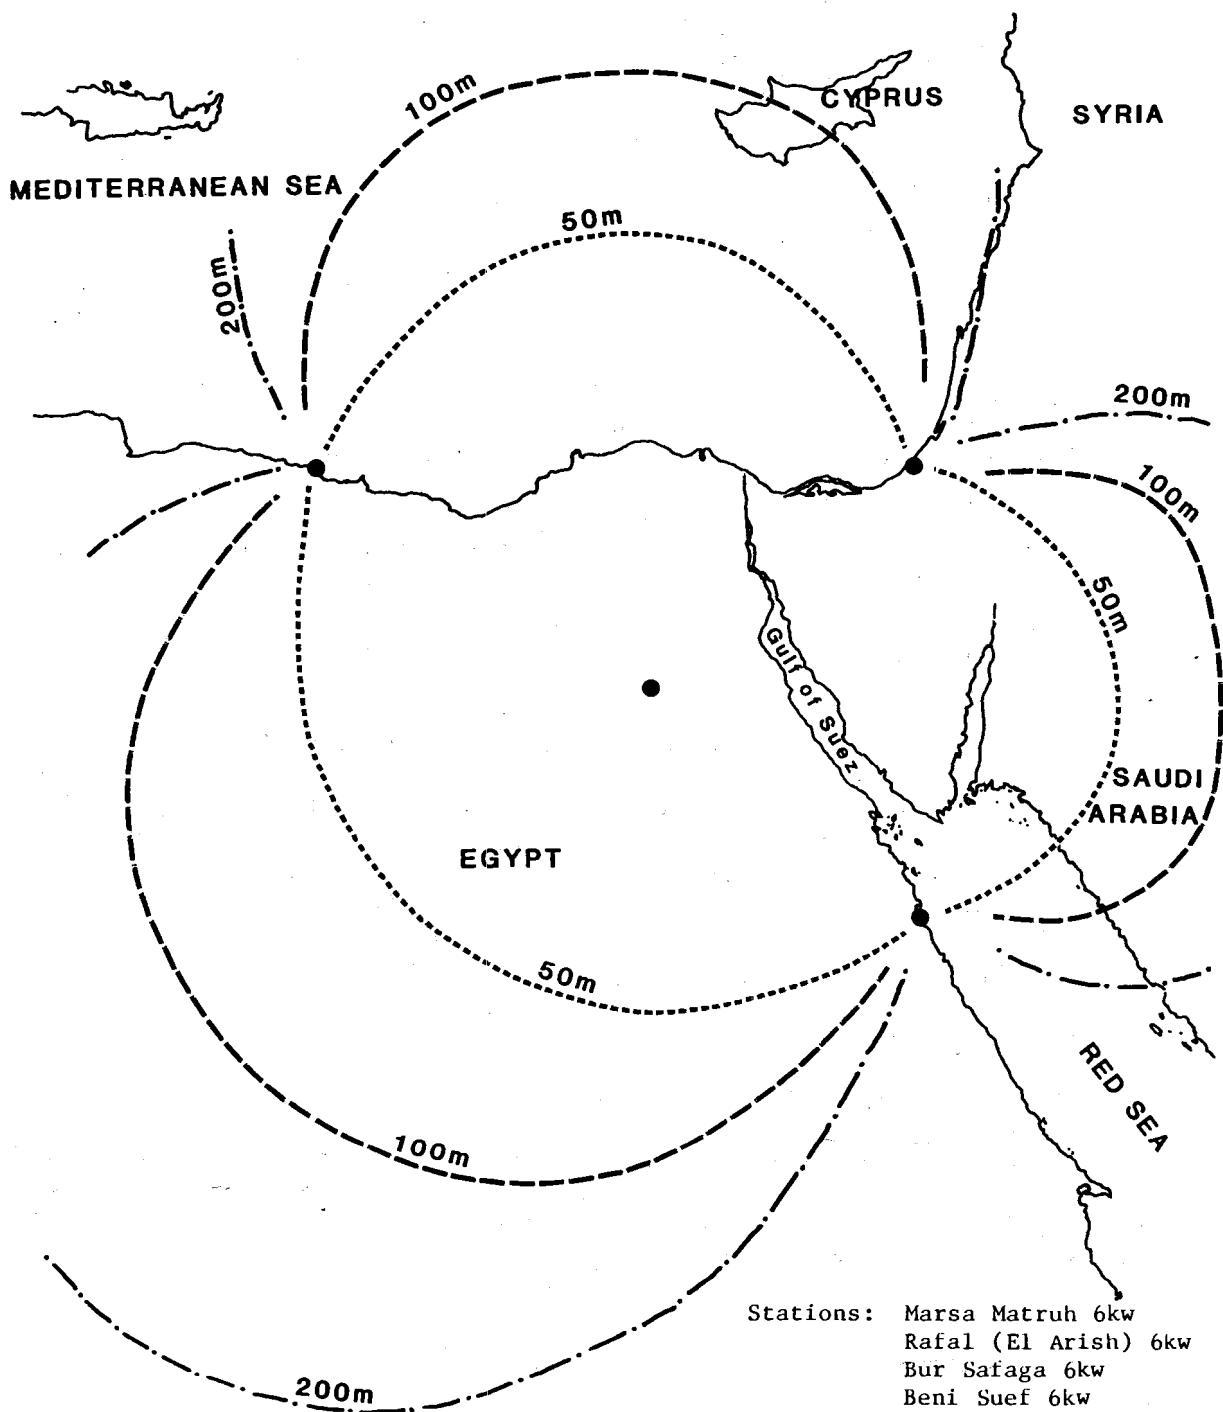 100m
CYPRUS
SYRIA
MEDITERRANEAN SEA
50m
200m
200m
100m
50m
Gulf of Suez
SAUDI
ARABIA
EGYPT
50m
RED SEA
100m
200m
Stations: Marsa Matruh 6kw
Rafal (El Arish) 6kw
Bur Safaga 6kw
Beni Suef 6kw